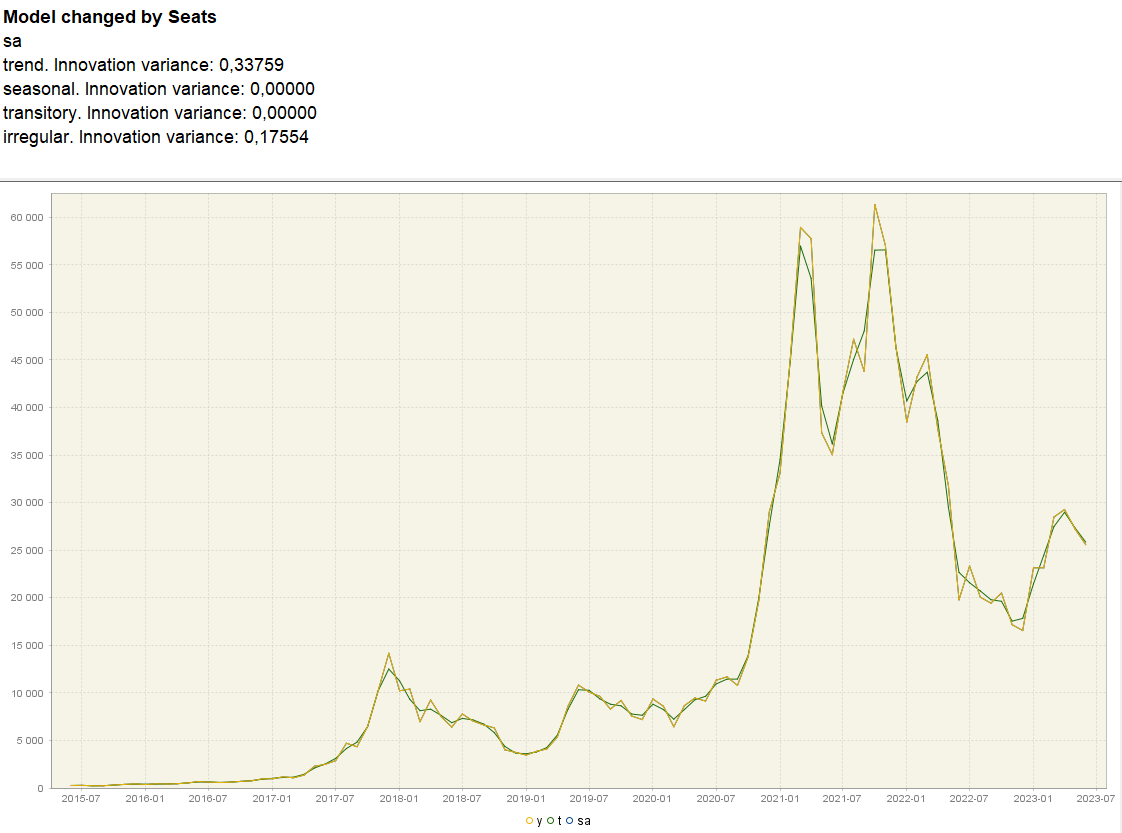 Model changed by Seats
sa
trend. Innovation variance: 0,33759
seasonal. Innovation variance: 0,00000
transitory. Innovation variance: 0,00000
irregular. Innovation variance: 0,17554
60 000
55 000
50 000
45 000
40 000
35 000
30 000
25 000
20 000
15 000
10 000
5 000
0
2015-07 2016-01 2016-07 2017-01 2017-07 2018-01 2018-07 2019-01 2019-07 2020-01 2020-07 2021-01 2021-07 2022-01 2022-07 2023-01 2023-07
y t sa